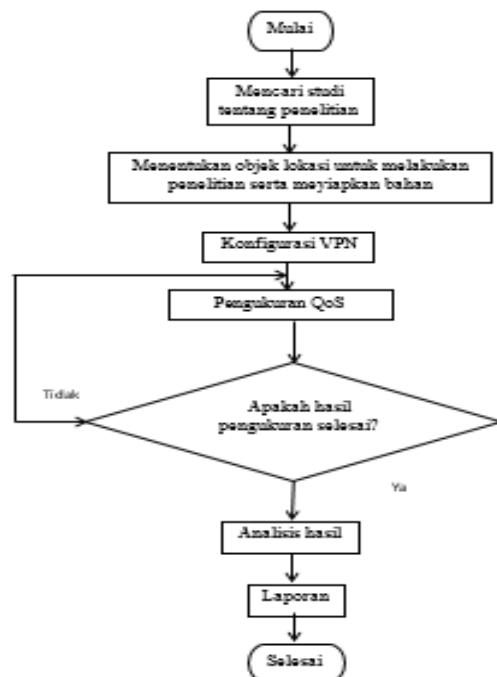 Mulai
Mencari studi
tentang penelitian
Menentukan objek lokasi untuk melakukan
penelitian serta meyiapkan bahan
Konfigurasi VPN
Pengukuran QoS
Tidak
Apakah hasil
pengukuran selesai?
Ya
Analisis hasil
Laporan
Selesai